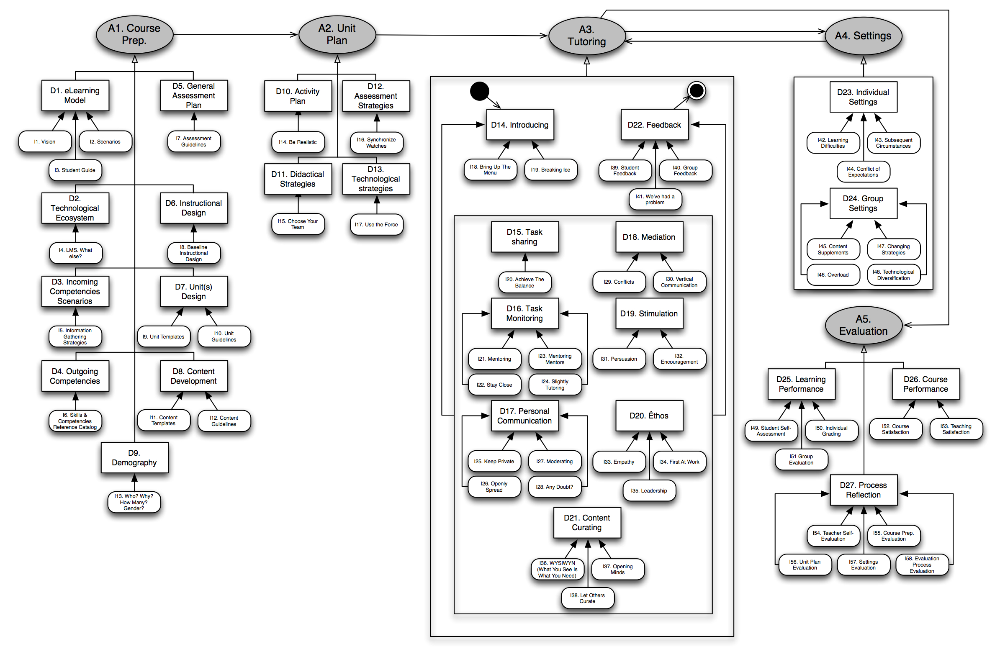 A1. Course
Prep.
A2. Unit
Plan
A3.
Tutoring
A4. Settings
D1. eLearning
Model
D5. General
Assessment
Plan
I1. Vision
I2. Scenarios
I7. Assessment
Guidelines
I3. Student Guide
D2.
Technological
Ecosystem
D6. Instructional
Design
I4. LMS. What
else?
I8. Baseline
Instructional
Design
D3. Incoming
Competencies
Scenarios
D7. Unit(s)
Design
I5. Information
Gathering
Strategies
I9. Unit Templates
I10. Unit
Guidelines
D4. Outgoing
Competencies
D8. Content
Development
I6. Skills &
Competencies
Reference Catalog
I11. Content
Templates
I12. Content
Guidelines
D9.
Demography
I13. Who? Why?
How Many?
Gender?
D10. Activity
Plan
D12.
Assessment
Strategies
I14. Be Realistic
I16. Synchronize
Watches
D11. Didactical
Strategies
D13.
Technological
strategies
I15. Choose Your
Team
I17. Use the Force
D14. Introducing
D22. Feedback
I18. Bring Up The
Menu
I19. Breaking Ice
I39. Student
Feedback
I40. Group
Feedback
I41. We've had a
problem
D15. Task
sharing
D18. Mediation
I20. Achieve The
Balance
I29. Conflicts
I30. Vertical
Communication
D16. Task
Monitoring
D19. Stimulation
I21. Mentoring
I23. Mentoring
Mentors
I31. Persuasion
I32.
Encouragement
I22. Stay Close
I24. Slightly
Tutoring
D17. Personal
Communication
D20. Êthos
I25. Keep Private
I27. Moderating
I33. Empathy
I34. First At Work
I26. Openly
Spread
I28. Any Doubt?
I35. Leadership
D21. Content
Curating
I36. WYSIWYN
(What You See Is
What You Need)
I37. Opening
Minds
I38. Let Others
Curate
D23. Individual
Settings
I42. Learning
Difficulties
I43. Subsequent
Circumstances
I44. Conflict of
Expectations
D24. Group
Settings
I45. Content
Supplements
I47. Changing
Strategies
I46. Overload
I48. Technological
Diversification
A5.
Evaluation
D25. Learning
Performance
D26. Course
Performance
I49. Student Self-
Assessment
I50. Individual
Grading
I52. Course
Satisfaction
I53. Teaching
Satisfaction
I51 Group
Evaluation
D27. Process
Reflection
I54. Teacher Self-
Evaluation
I55. Course Prep.
Evaluation
I56. Unit Plan
Evaluation
I57. Settings
Evaluation
I58. Evaluation
Process
Evaluation